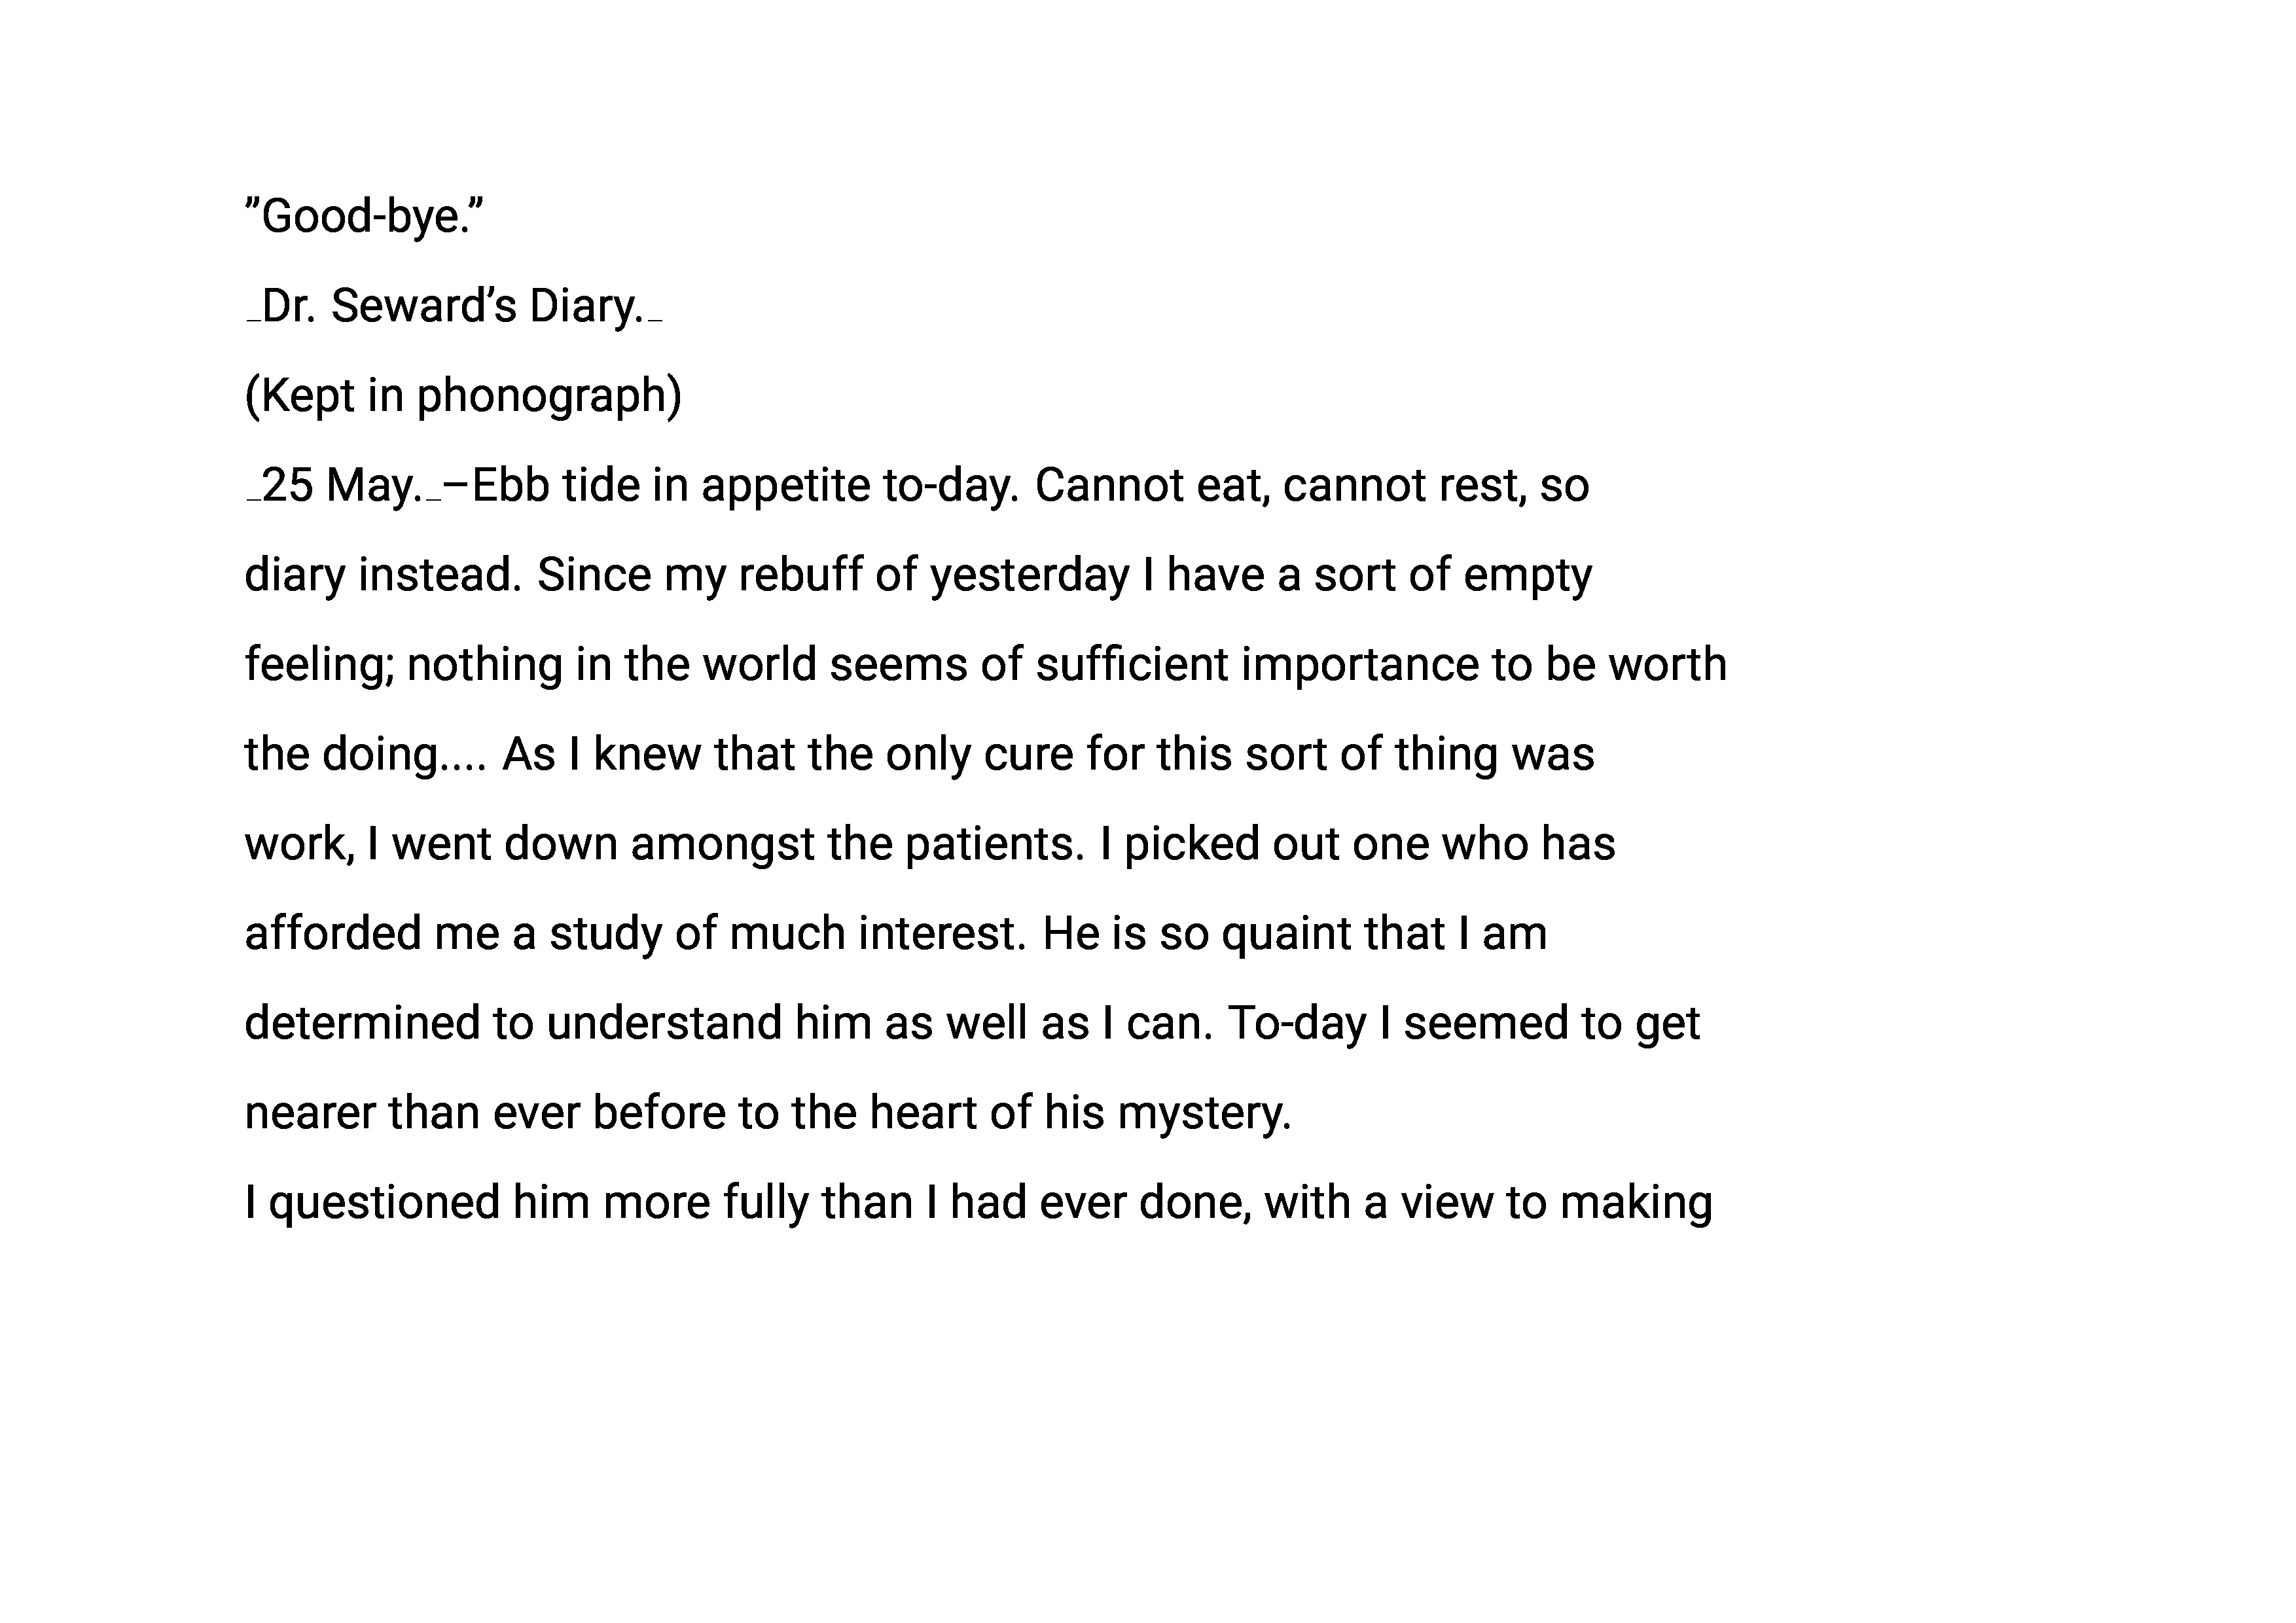 ”Good-bye.”
_Dr. Seward’s Diary._
(Kept in phonograph)
_25 May._–Ebb tide in appetite to-day. Cannot eat, cannot rest, so
diary instead. Since my rebuff of yesterday I have a sort of empty
feeling; nothing in the world seems of sufficient importance to be worth
the doing.... As I knew that the only cure for this sort of thing was
work, I went down amongst the patients. I picked out one who has
afforded me a study of much interest. He is so quaint that I am
determined to understand him as well as I can. To-day I seemed to get
nearer than ever before to the heart of his mystery.
I questioned him more fully than I had ever done, with a view to making